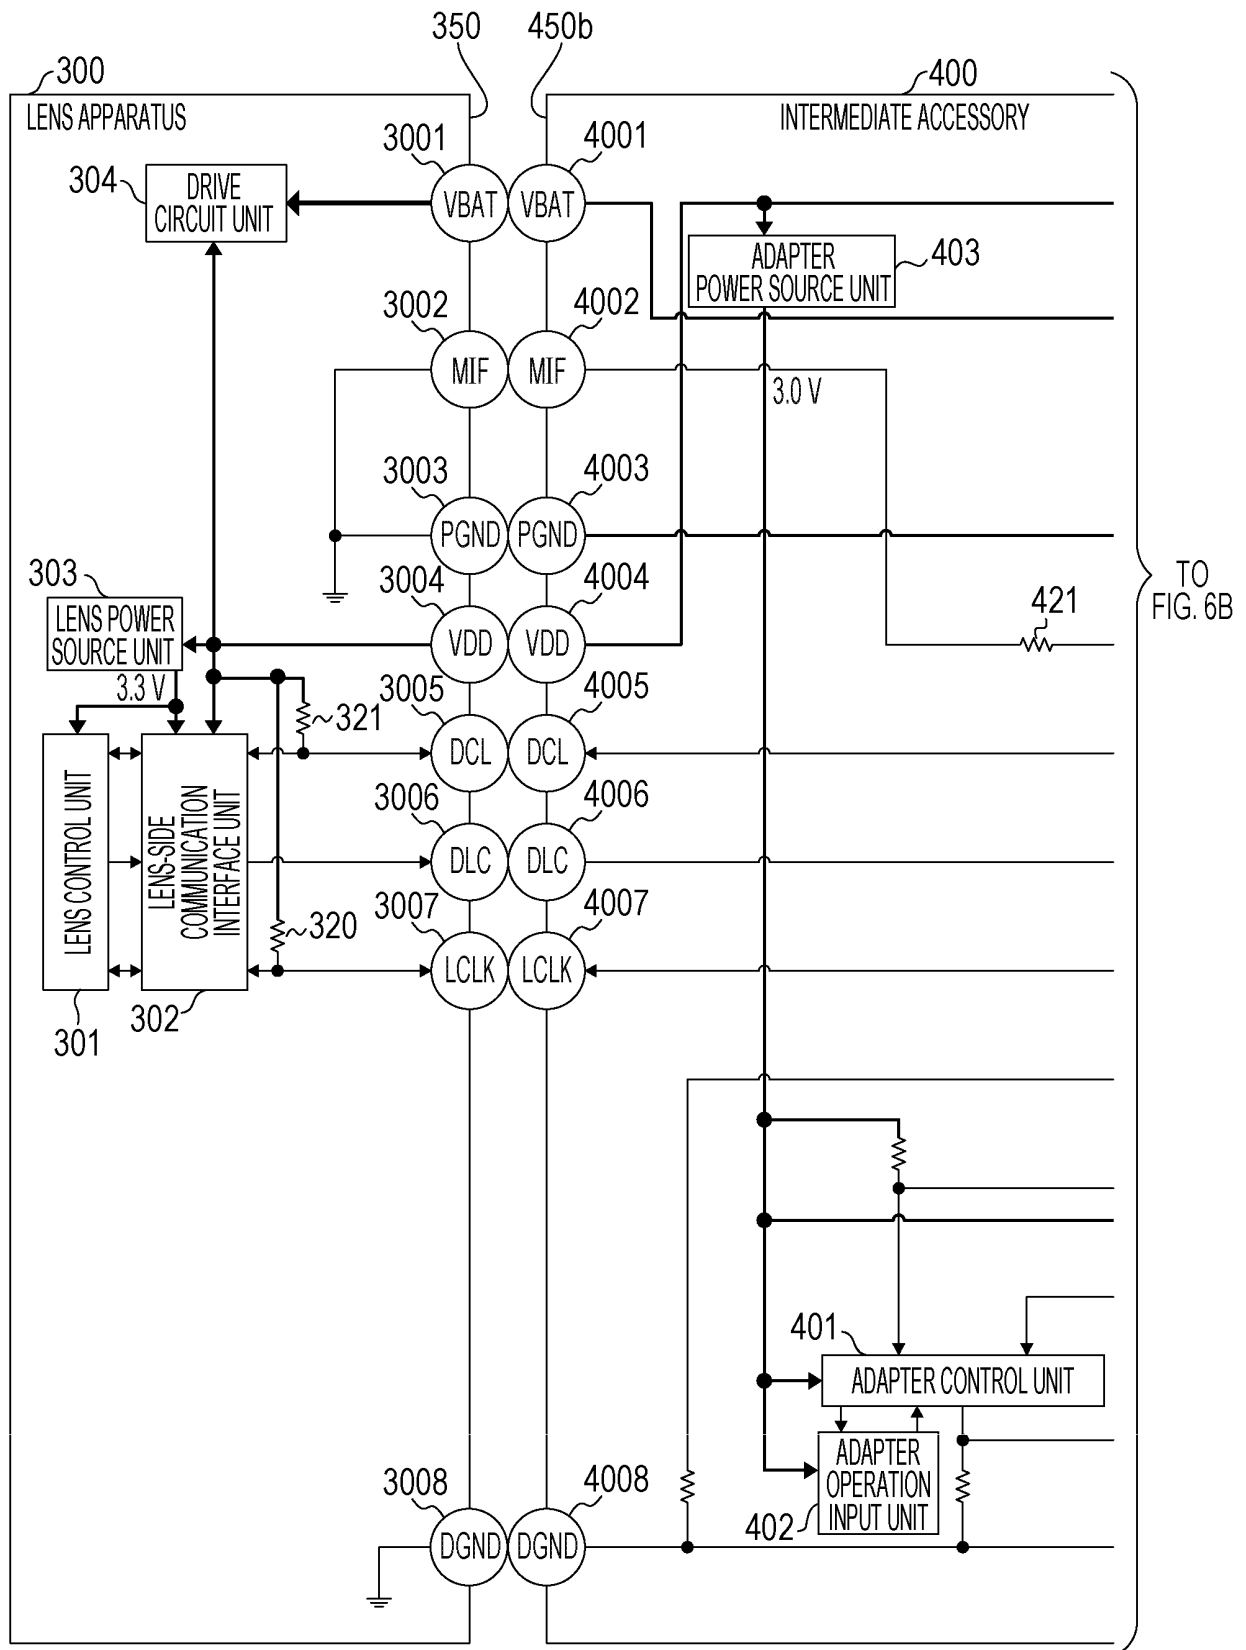 350
450b
300
400
LENS APPARATUS
INTERMEDIATE ACCESSORY
3001
4001
304
DRIVE
CIRCUIT UNIT
VBAT
VBAT
ADAPTER
POWER SOURCE UNIT
403
3002
4002
MIF
MIF
3.0 V
3003
4003
PGND
PGND
303
3004
4004
TO
FIG. 6B
LENS POWER
SOURCE UNIT
VDD
VDD
421
3.3 V
3005
4005
321
DCL
DCL
3006
4006
LENS CONTROL UNIT
LENS-SIDE
COMMUNICATION
INTERFACE UNIT
DLC
DLC
3007
4007
320
LCLK
LCLK
301
302
401
ADAPTER CONTROL UNIT
ADAPTER
OPERATION
INPUT UNIT
402
3008
4008
DGND
DGND